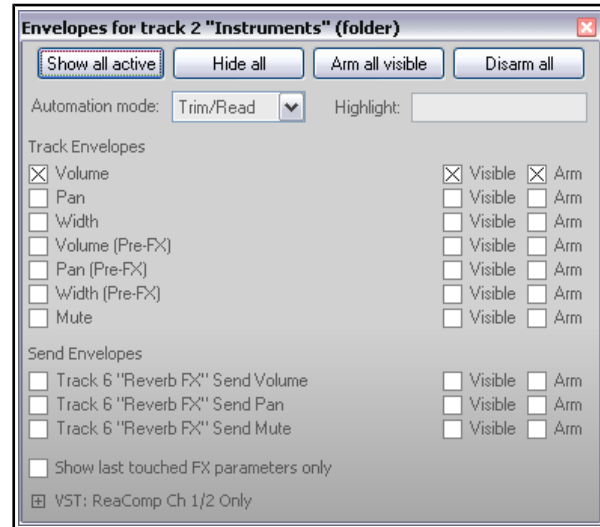 Envelopes for track 2 "Instruments" (folder)
Show all active Hide all Arm all visible Disarm all
Automation mode: Trim/Read Highlight:
Track Envelopes
Volume Visible Arm
Pan Visible Arm
Width Visible Arm
Volume (Pre-FX) Visible Arm
Pan (Pre-FX) Visible Arm
Width (Pre-FX) Visible Arm
Mute Visible Arm
Send Envelopes
Track 6 "Reverb FX" Send Volume Visible Arm
Track 6 "Reverb FX" Send Pan Visible Arm
Track 6 "Reverb FX" Send Mute Visible Arm
Show last touched FX parameters only
VST: ReaComp Ch 1/2 Only